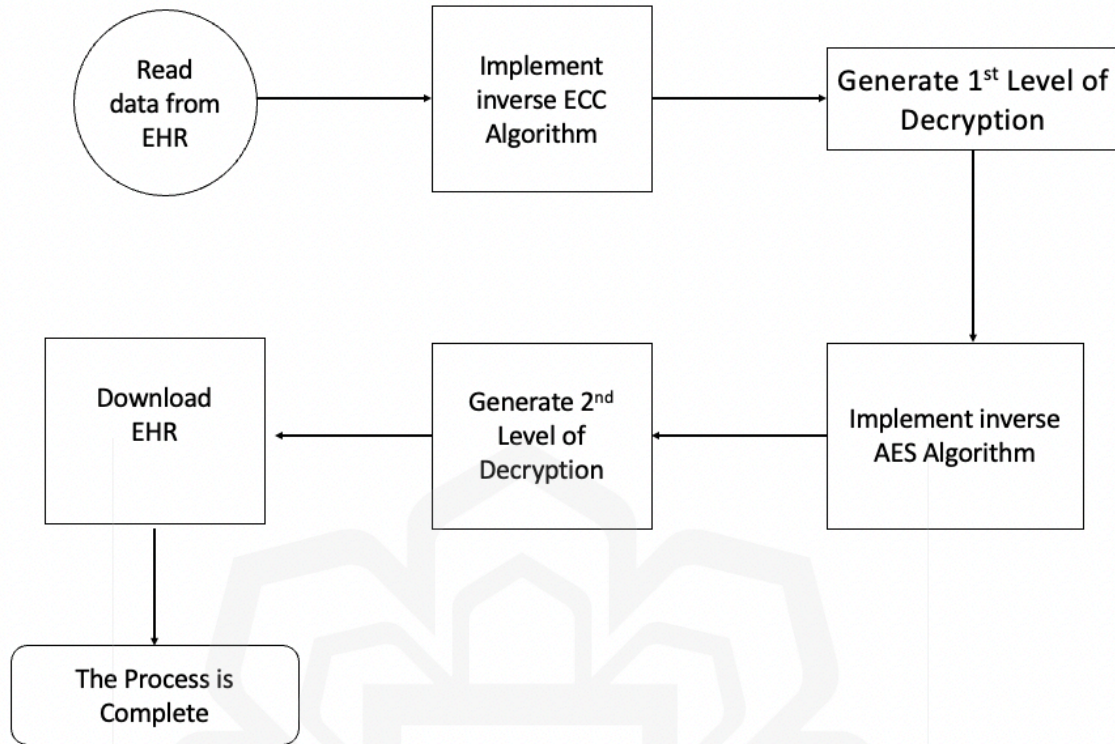 Read
data from
EHR
Implement
inverse ECC
Algorithm
Generate 1st Level of
Decryption
Implement inverse
AES Algorithm
Generate 2nd
Level of
Decryption
Download
EHR
The Process is
Complete